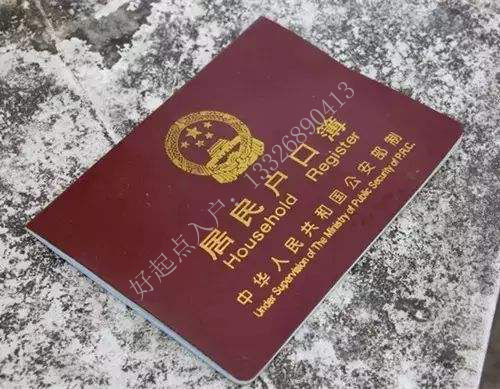 居民户口簿
Household Register
中华人民共和国公安部制
Under Supervision of The Ministry of Public Security of P.R.C.
好起点入户：13326890413